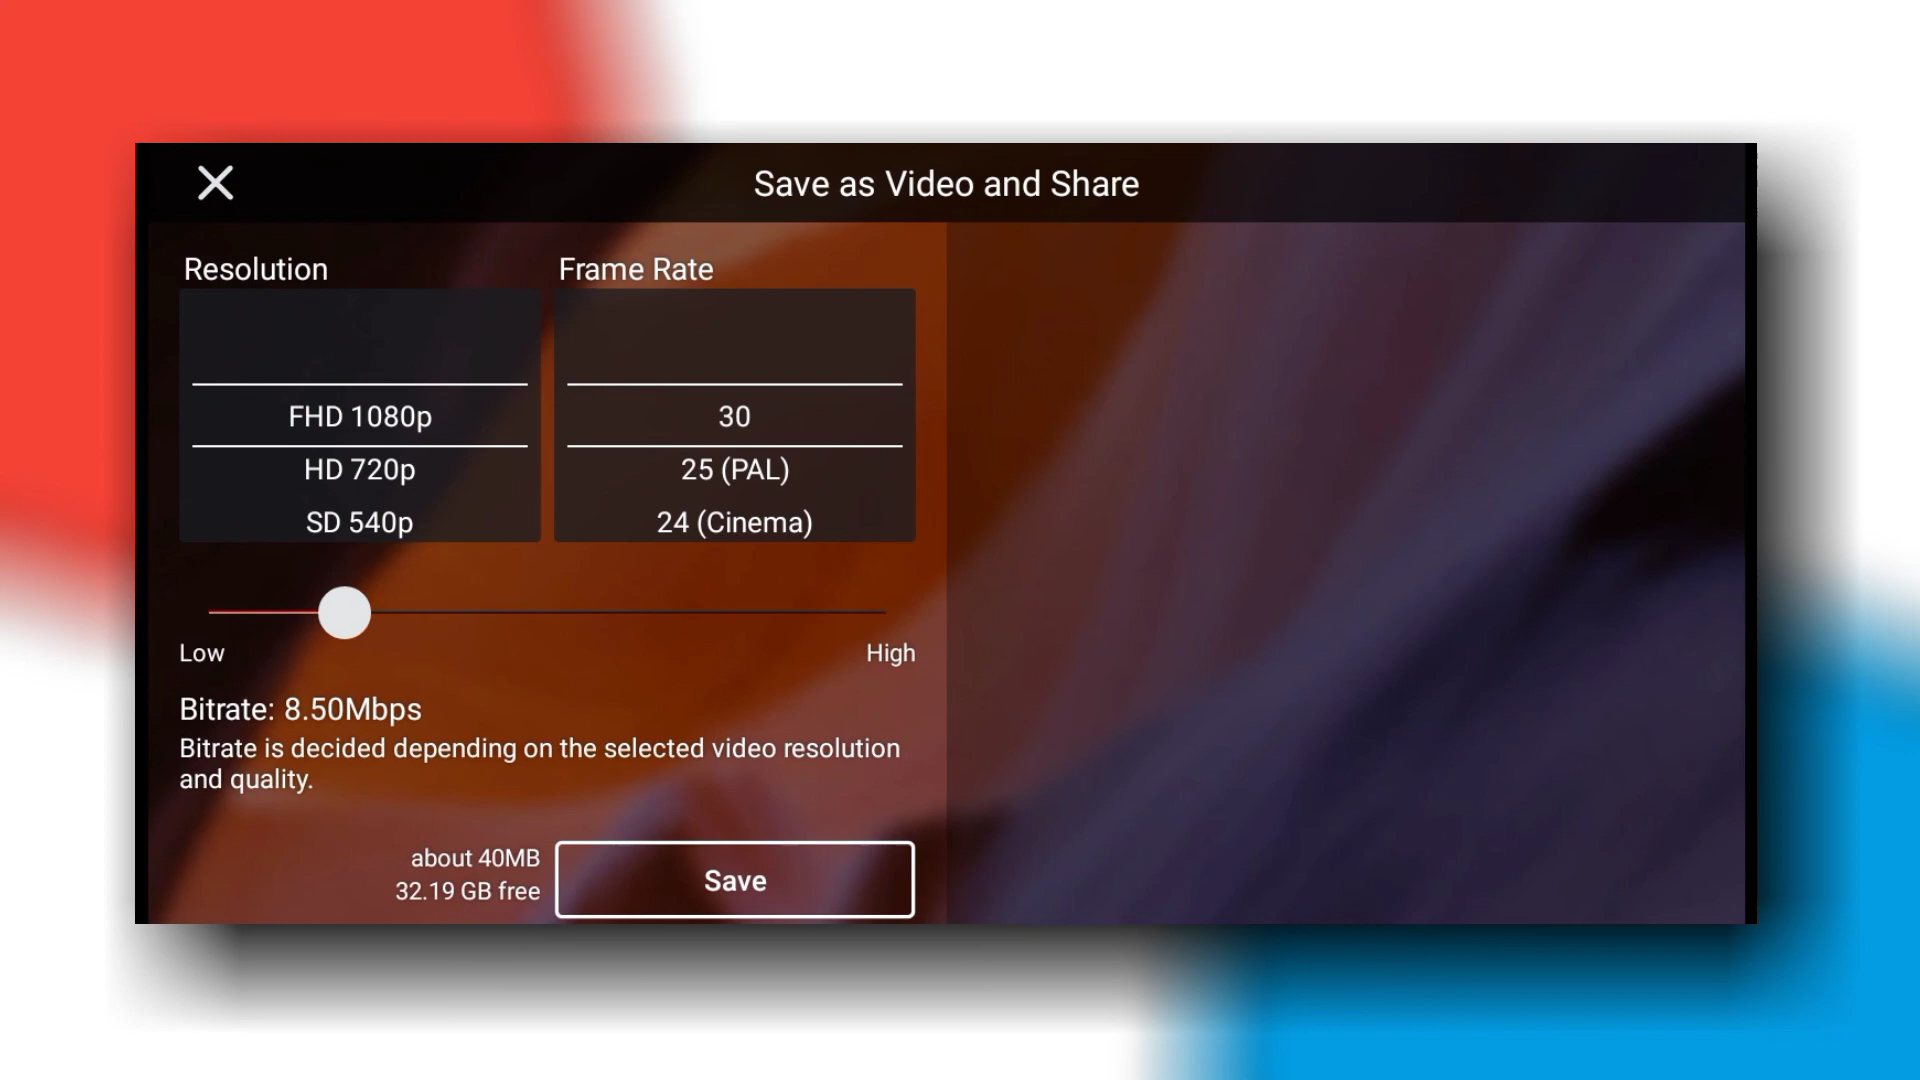 Save as Video and Share
Resolution
Frame Rate
FHD 1080p
30
HD 720p
25 (PAL)
SD 540p
24 (Cinema)
Low
High
Bitrate: 8.50Mbps
Bitrate is decided depending on the selected video resolution
and quality.
about 40MB
32.19 GB free
Save